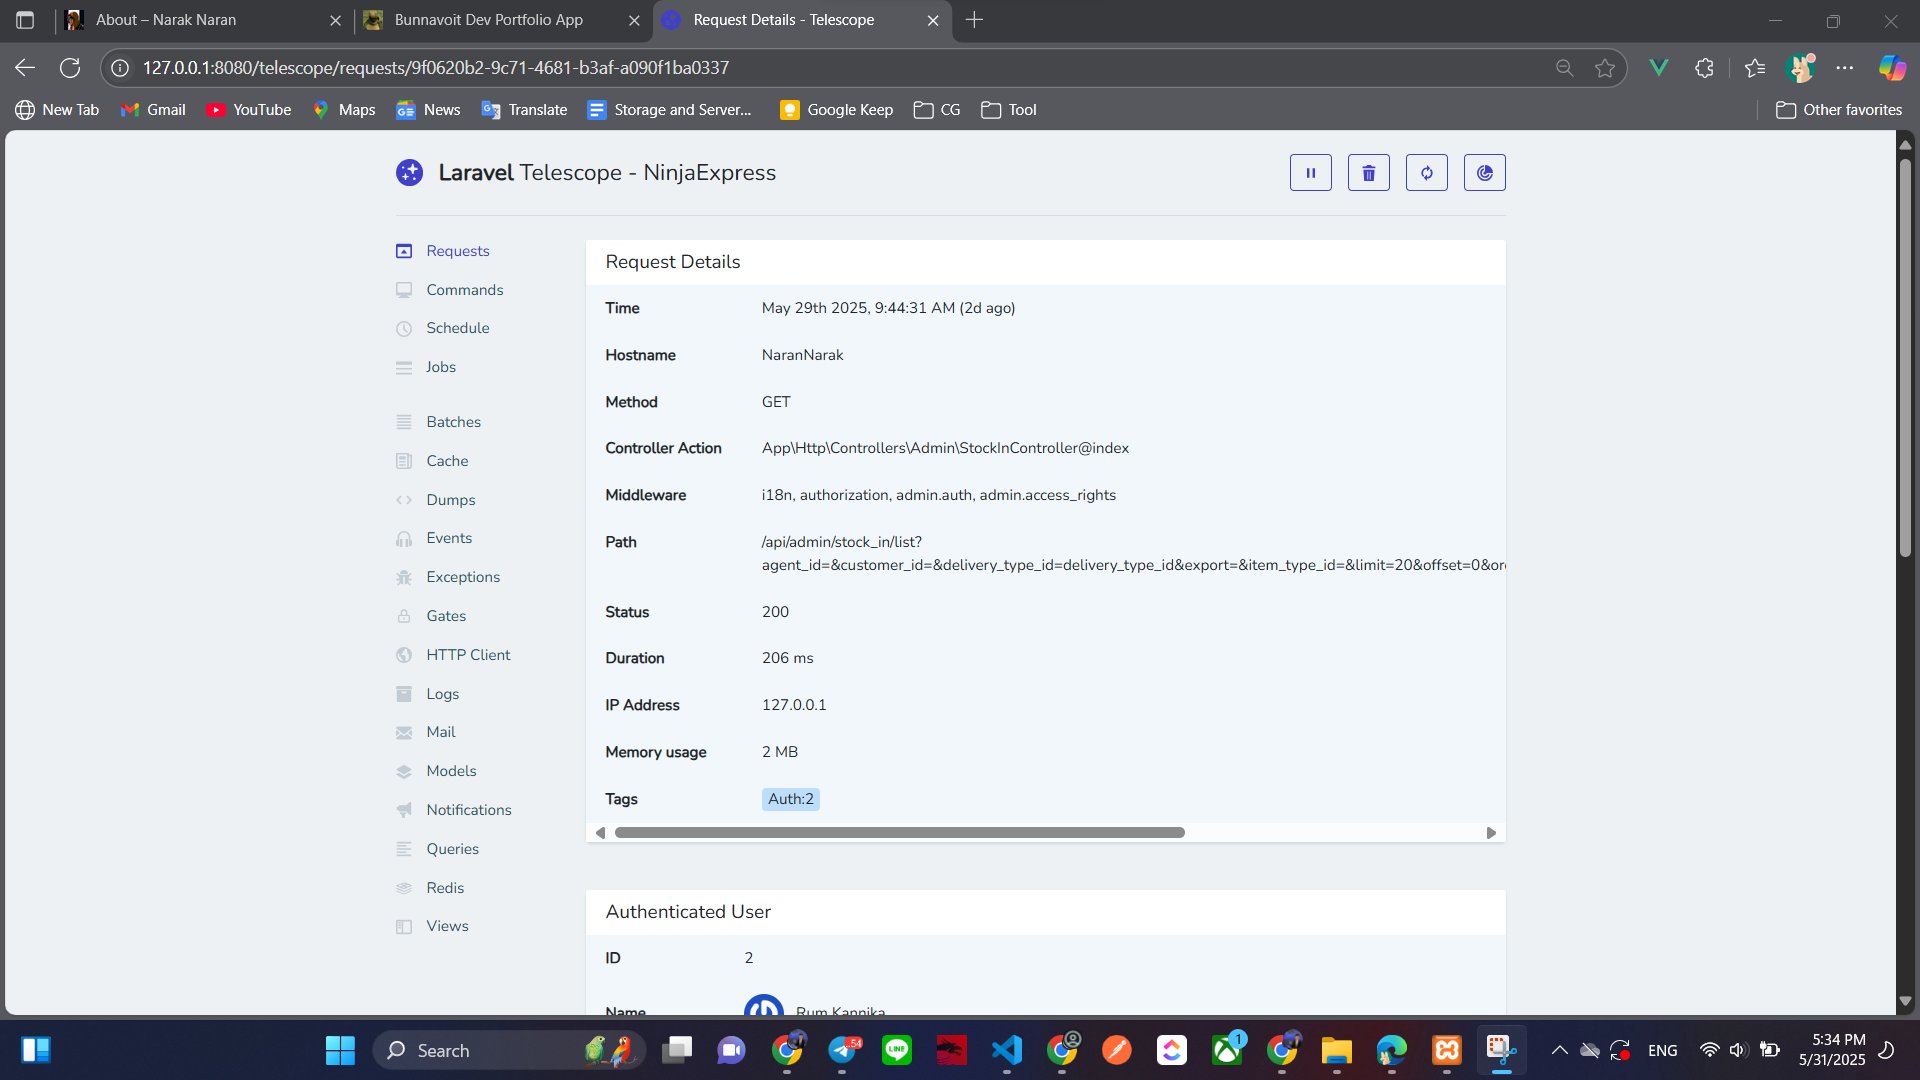 About – Narak Naran
Bunnavoit Dev Portfolio App
Request Details - Telescope
127.0.0.1:8080/telescope/requests/9f0620b2-9c71-4681-b3af-a090f1ba0337
New Tab
Gmail
YouTube
Maps
News
Translate
Storage and Server...
Google Keep
CG
Tool
Other favorites
Laravel Telescope - NinjaExpress
Requests
Commands
Schedule
Jobs
Batches
Cache
Dumps
Events
Exceptions
Gates
HTTP Client
Logs
Mail
Models
Notifications
Queries
Redis
Views
Request Details
Time May 29th 2025, 9:44:31 AM (2d ago)
Hostname NaranNarak
Method GET
Controller Action App\Http\Controllers\Admin\StockInController@index
Middleware i18n, authorization, admin.auth, admin.access_rights
Path /api/admin/stock_in/list?
agent_id=&customer_id=&delivery_type_id=delivery_type_id&export=&item_type_id=&limit=20&offset=0&or
Status 200
Duration 206 ms
IP Address 127.0.0.1
Memory usage 2 MB
Tags Auth:2
Authenticated User
ID 2
Name Rum Kannika
Search
54
LINE
1
ENG
5:34 PM
5/31/2025